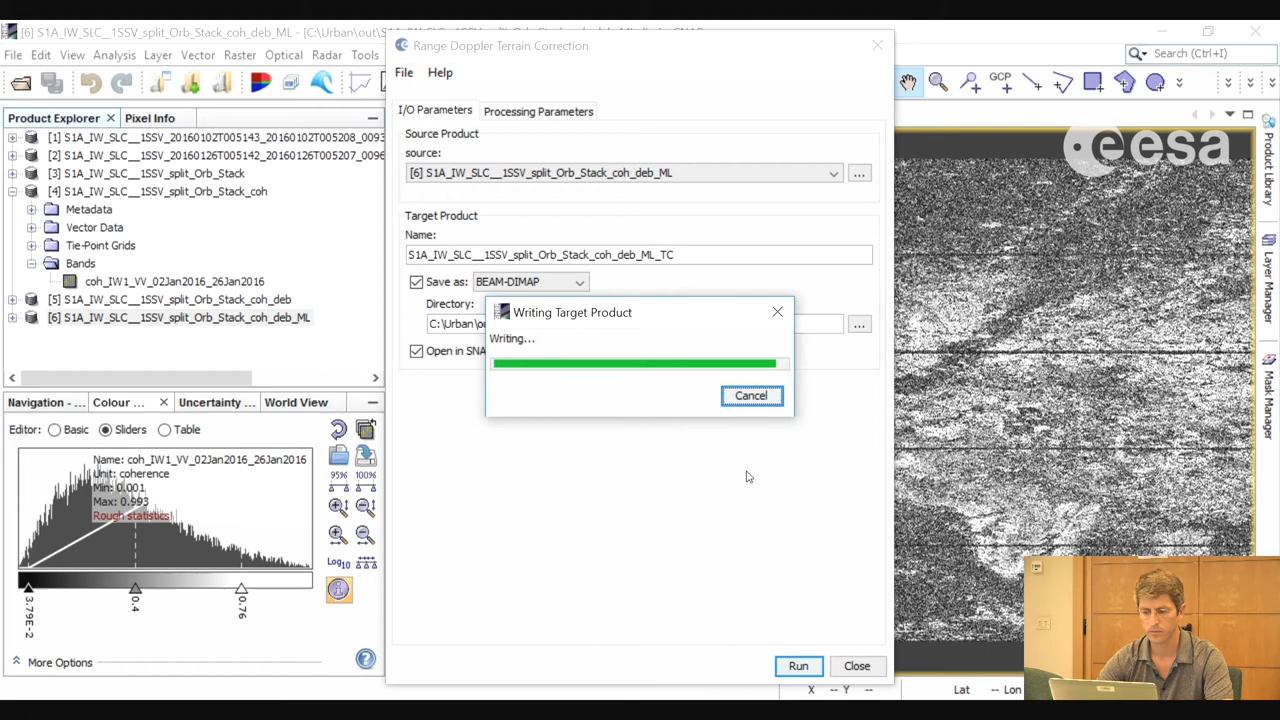 [6] S1A_IW_SLC__1SSV_split_Orb_Stack_coh_deb_ML - [C:\Urban\out\
File Edit View Analysis Layer Vector Raster Optical Radar Tools
Search (Ctrl+I)
GCP
Product Explorer Pixel Info
[1] S1A_IW_SLC__1SSV_20160102T005143_20160102T005208_0093
[2] S1A_IW_SLC__1SSV_20160126T005142_20160126T005207_0096
[3] S1A_IW_SLC__1SSV_split_Orb_Stack
[4] S1A_IW_SLC__1SSV_split_Orb_Stack_coh
Metadata
Vector Data
Tie-Point Grids
Bands
coh_IW1_VV_02Jan2016_26Jan2016
[5] S1A_IW_SLC__1SSV_split_Orb_Stack_coh_deb
[6] S1A_IW_SLC__1SSV_split_Orb_Stack_coh_deb_ML
Navigation - ... Colour ... Uncertainty ... World View
Editor: Basic Sliders Table
Name: coh_IW1_VV_02Jan2016_26Jan2016
Unit: coherence
Min: 0.001
Max: 0.993
Rough statistics!
95% 100%
Log10
3.79E-2 0.4 0.76
More Options
Range Doppler Terrain Correction
File Help
I/O Parameters Processing Parameters
Source Product
source:
[6] S1A_IW_SLC__1SSV_split_Orb_Stack_coh_deb_ML
...
Target Product
Name:
S1A_IW_SLC__1SSV_split_Orb_Stack_coh_deb_ML_TC
Save as: BEAM-DIMAP
Directory:
C:\Urban\ou
...
Open in SNA
Writing Target Product
Writing...
Cancel
Run Close
esa
Product Library
Layer Manager
Mask Manager
X -- Y -- Lat -- Lon